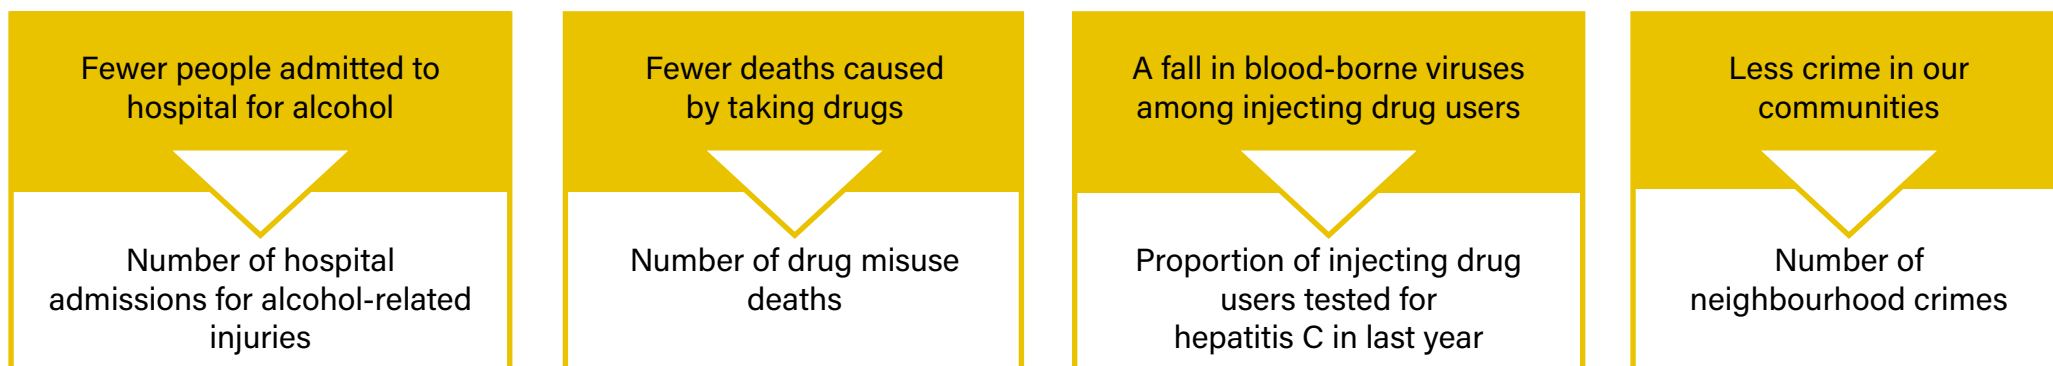 Fewer people admitted to
hospital for alcohol
Number of hospital
admissions for alcohol-related
injuries
Fewer deaths caused
by taking drugs
Number of drug misuse
deaths
A fall in blood-borne viruses
among injecting drug users
Proportion of injecting drug
users tested for
hepatitis C in last year
Less crime in our
communities
Number of
neighbourhood crimes